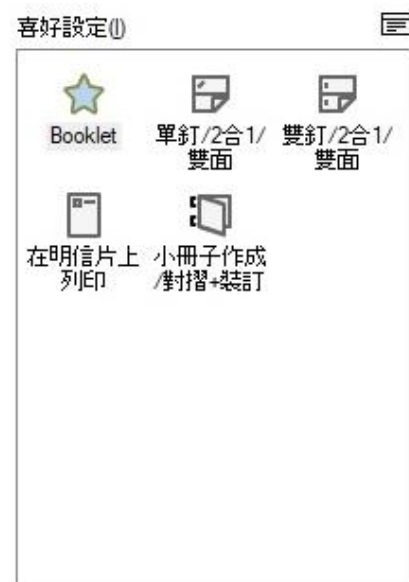 喜好設定(I)
Booklet
單釘/2合1/
雙面
雙釘/2合1/
雙面
在明信片上
列印
小冊子作成
/對摺+裝訂